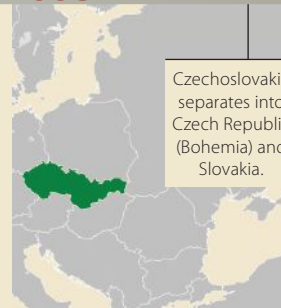 Czechoslovaki
separates into
Czech Republi
(Bohemia) and
Slovakia.